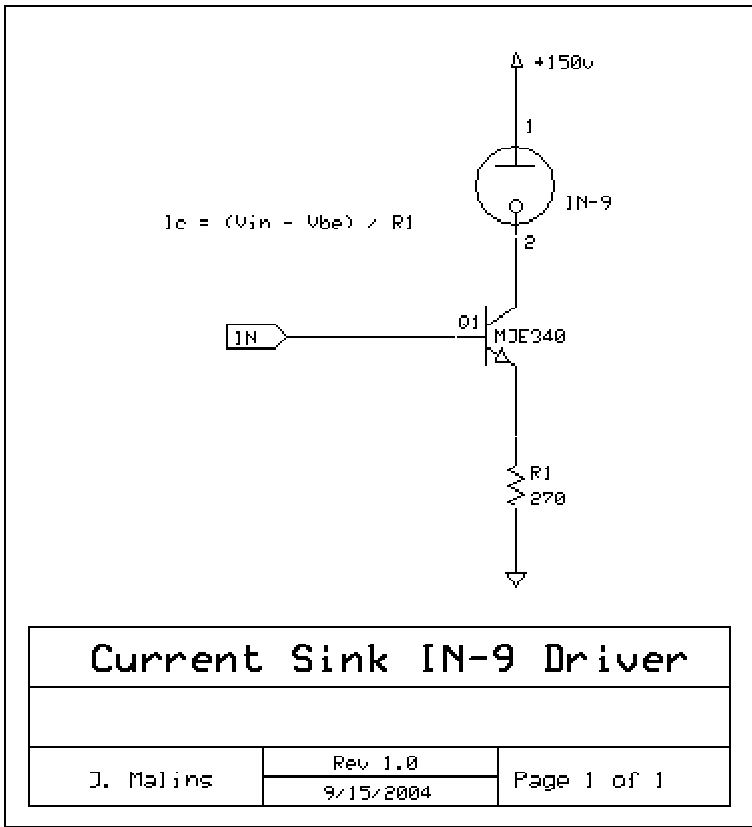 +150v
1
IN-9
Ic = (Vin - Vbe) / R1
2
Q1
MJE340
IN
R1
270
Current Sink IN-9 Driver
J. Malins
Rev 1.0
9/15/2004
Page 1 of 1